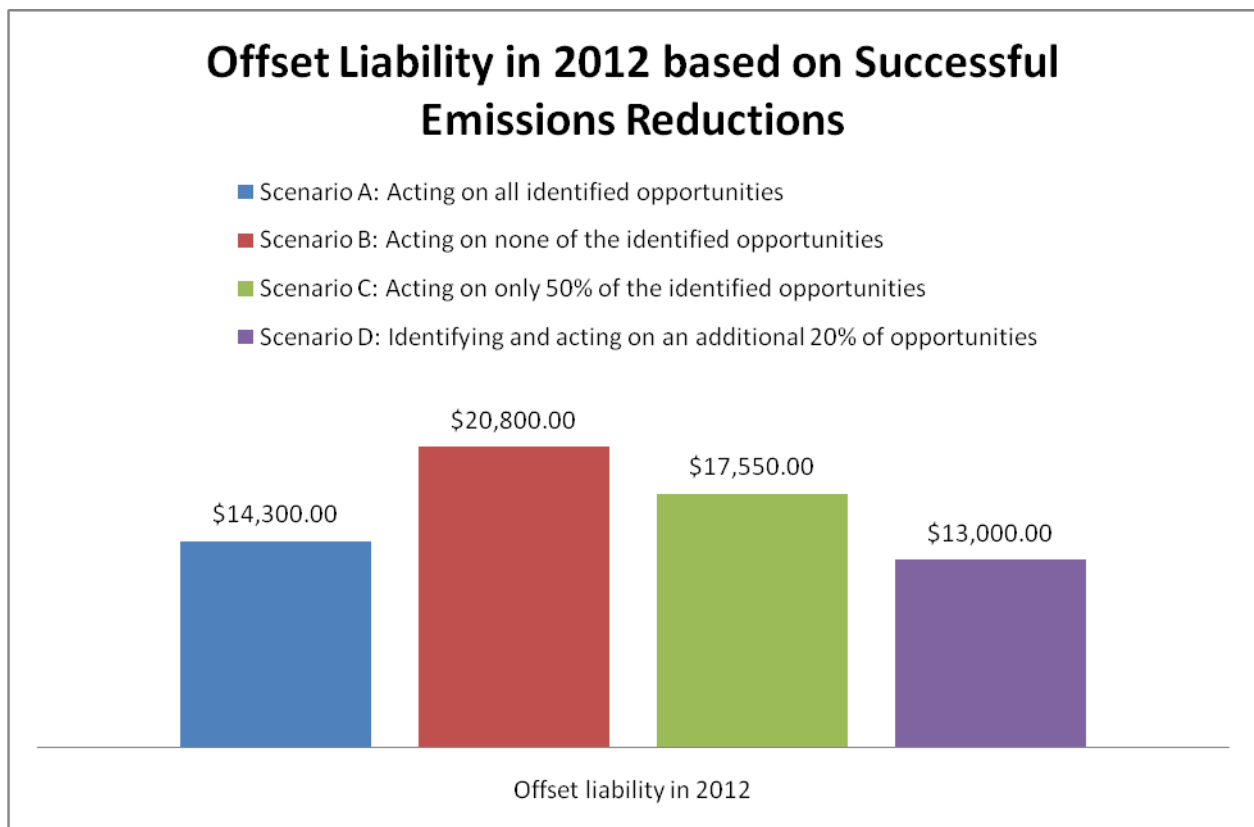 Offset Liability in 2012 based on Successful
Emissions Reductions
Scenario A: Acting on all identified opportunities
Scenario B: Acting on none of the identified opportunities
Scenario C: Acting on only 50% of the identified opportunities
Scenario D: Identifying and acting on an additional 20% of opportunities
$14,300.00
$20,800.00
$17,550.00
$13,000.00
Offset liability in 2012